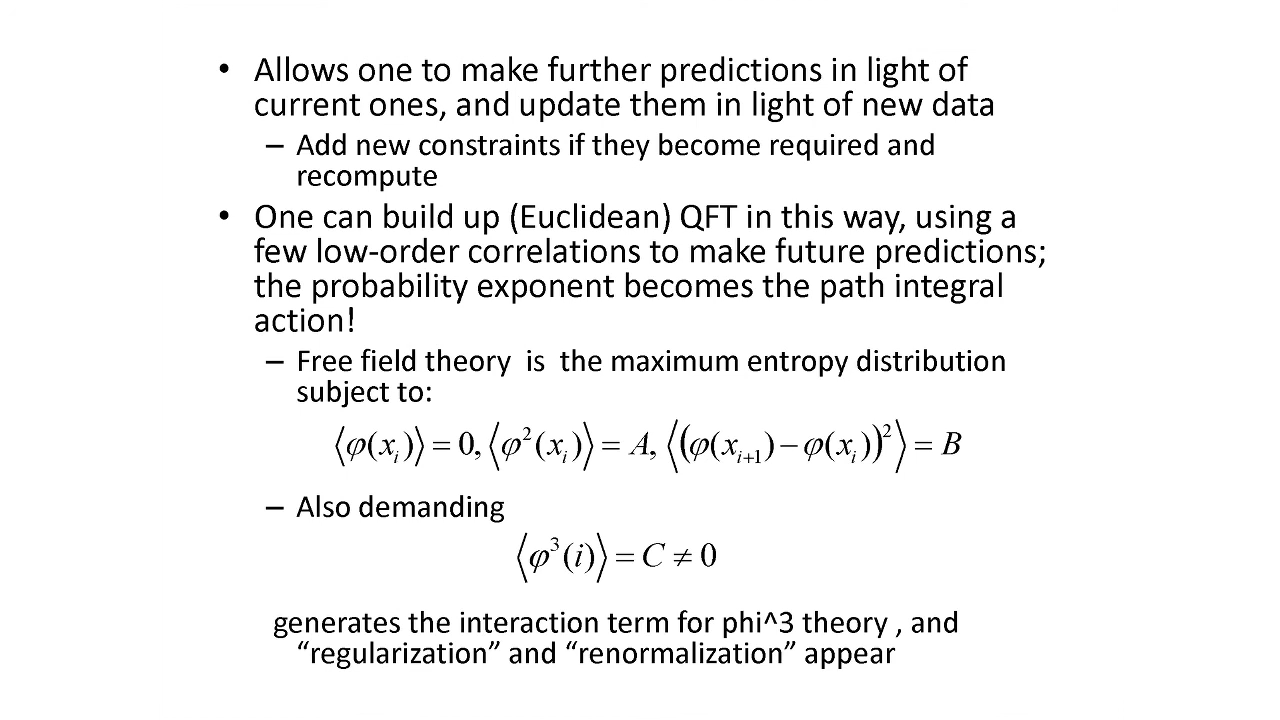 • Allows one to make further predictions in light of
current ones, and update them in light of new data
– Add new constraints if they become required and
recompute
• One can build up (Euclidean) QFT in this way, using a
few low-order correlations to make future predictions;
the probability exponent becomes the path integral
action!
– Free field theory is the maximum entropy distribution
subject to:
⟨φ(xᵢ)⟩ = 0, ⟨φ²(xᵢ)⟩ = A, ⟨(φ(xᵢ₊₁) − φ(xᵢ))²⟩ = B
– Also demanding
⟨φ³(i)⟩ = C ≠ 0
generates the interaction term for phi^3 theory , and
“regularization” and “renormalization” appear